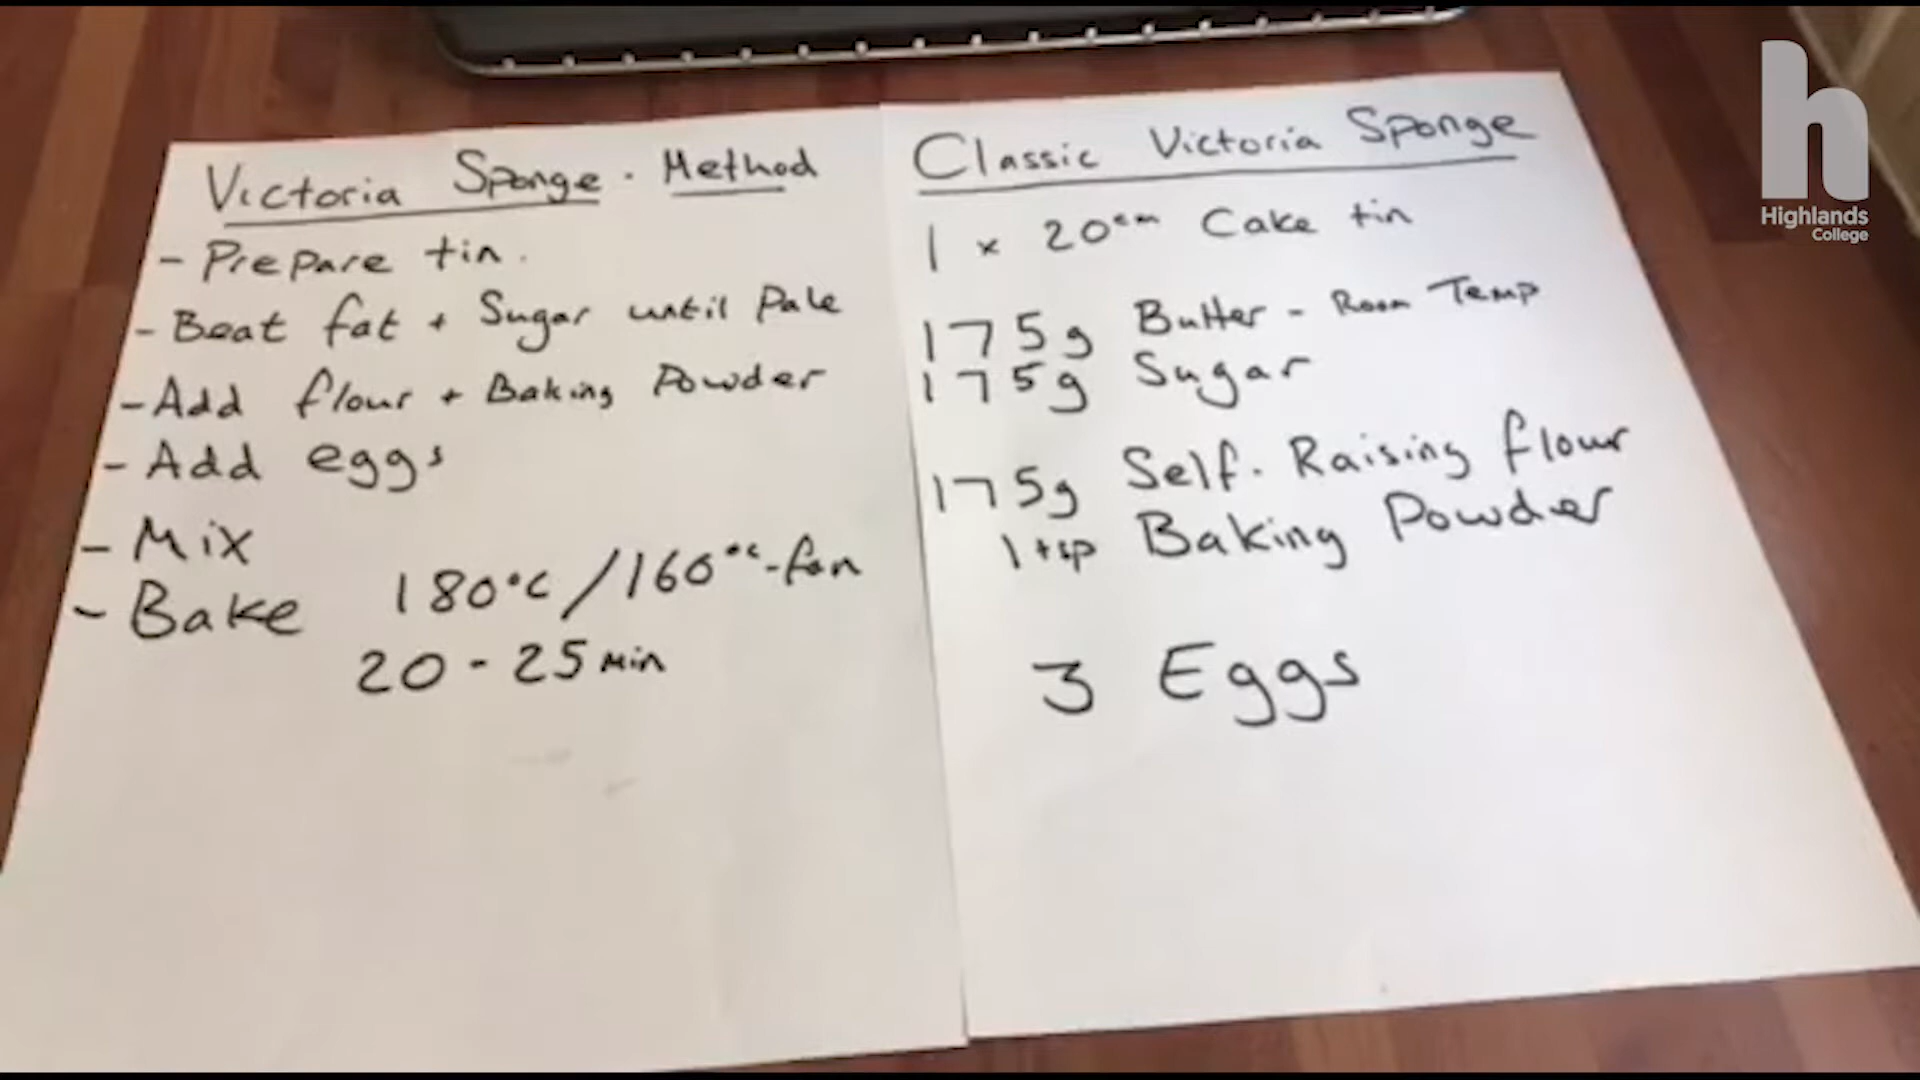 Victoria Sponge. Method
- Prepare tin.
- Beat fat + Sugar until Pale
- Add flour + Baking Powder
- Add eggs
- Mix
- Bake 180°c / 160°c-fan
20 - 25 min
Classic Victoria Sponge
1 x 20cm Cake tin
175g Butter - Room Temp
175g Sugar
175g Self-Raising flour
1 tsp Baking Powder
3 Eggs
h
Highlands
College